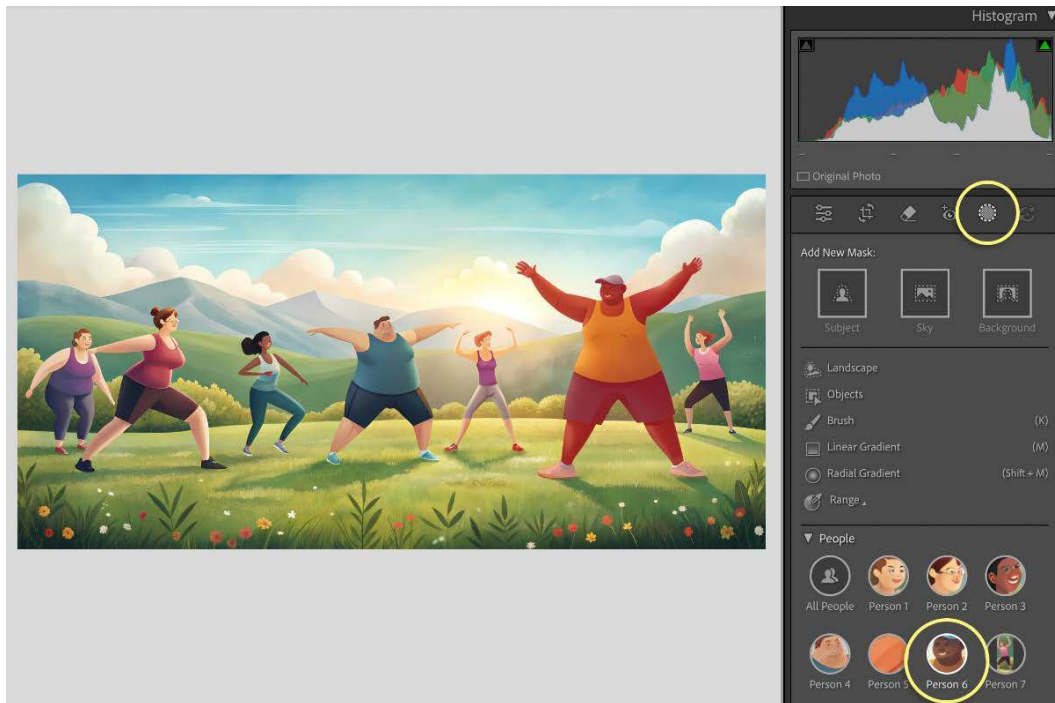 Histogram
Original Photo
Add New Mask:
Subject Sky Background
Landscape
Objects
Brush (K)
Linear Gradient (M)
Radial Gradient (Shift + M)
Range
People
All People Person 1 Person 2 Person 3
Person 4 Person 5 Person 6 Person 7